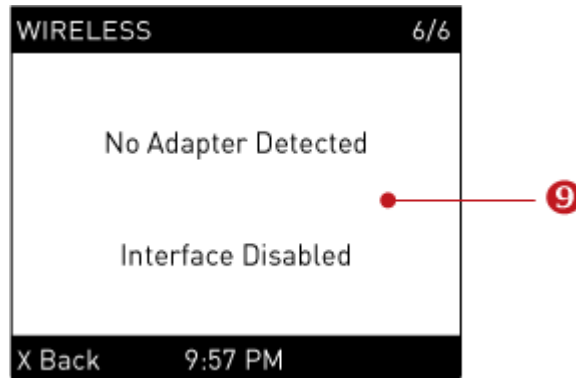 WIRELESS 6/6
No Adapter Detected
9
Interface Disabled
X Back 9:57 PM